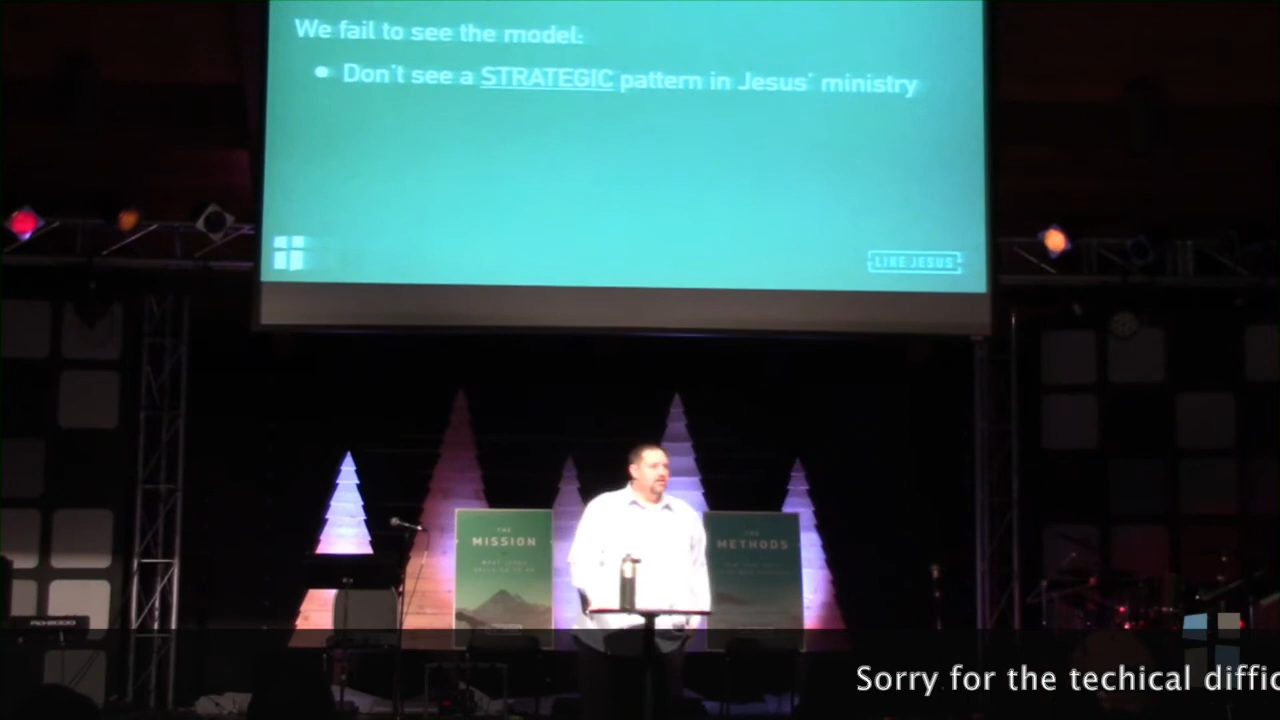 We fail to see the model:
• Don't see a STRATEGIC pattern in Jesus' ministry
LIKE JESUS
THE
MISSION
THE
METHODS
Sorry for the techical diffic